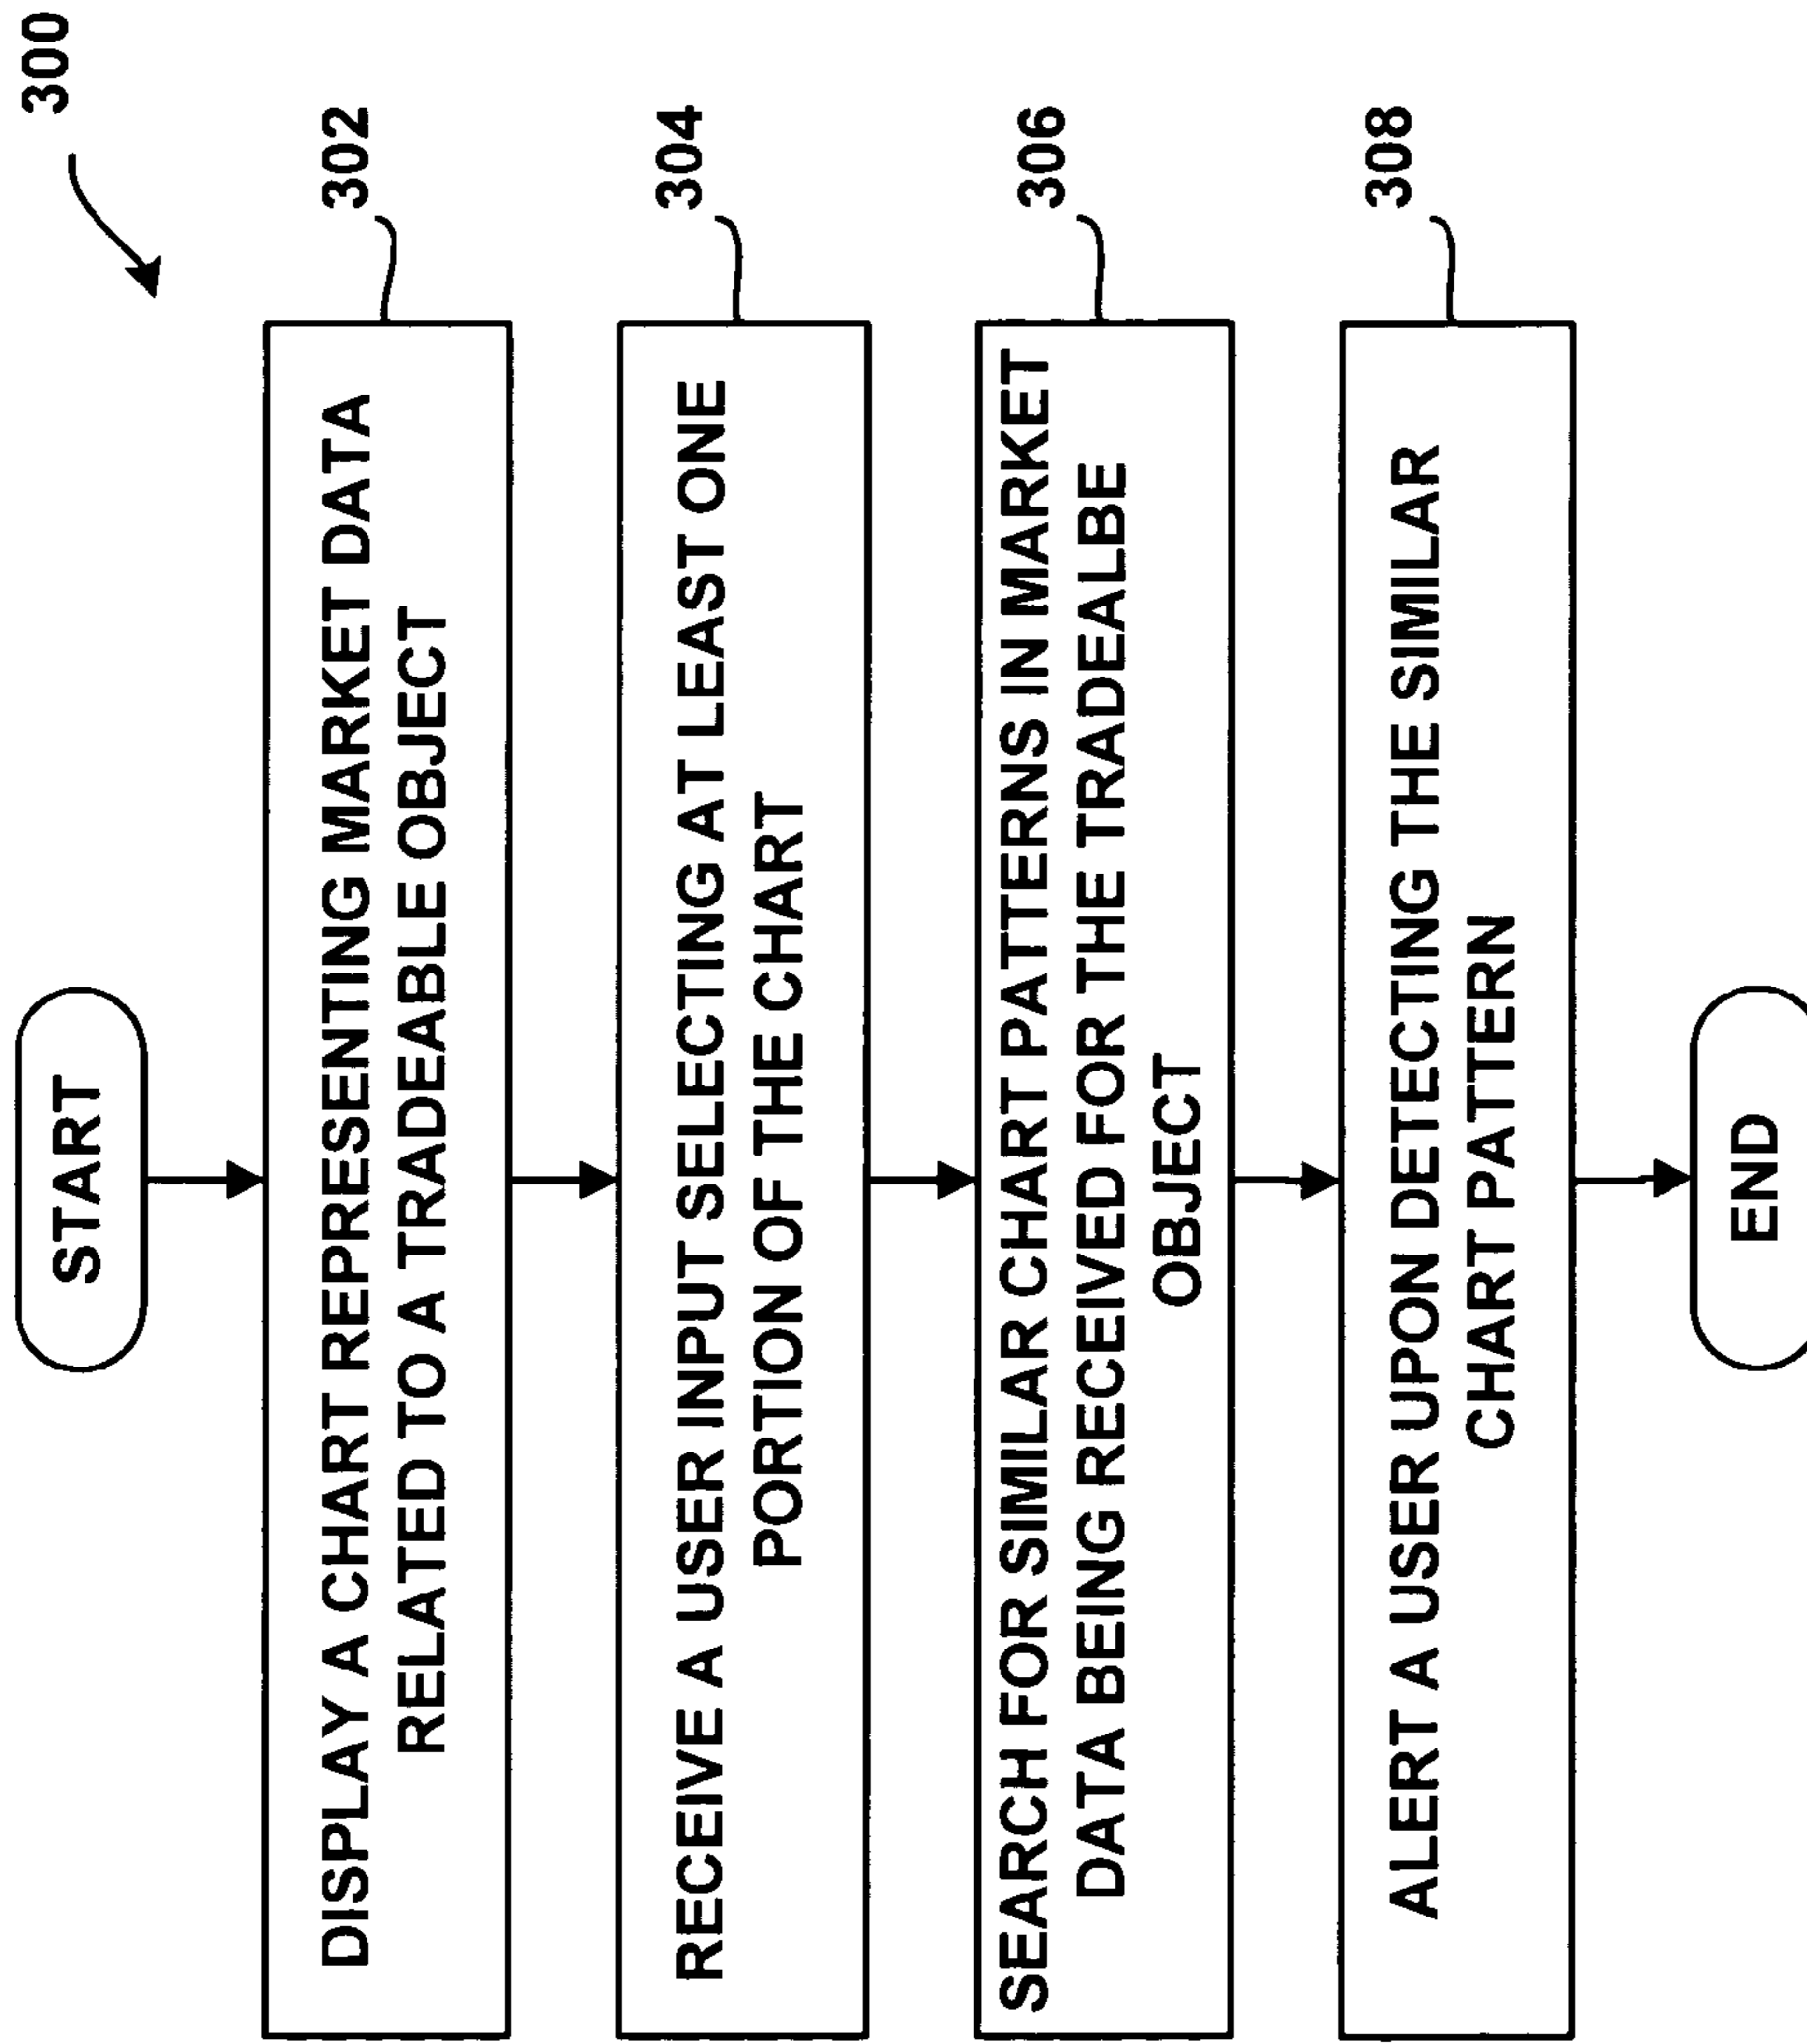 300
START
DISPLAY A CHART REPRESENTING MARKET DATA
RELATED TO A TRADEABLE OBJECT
302
RECEIVE A USER INPUT SELECTING AT LEAST ONE
PORTION OF THE CHART
304
SEARCH FOR SIMILAR CHART PATTERNS IN MARKET
DATA BEING RECEIVED FOR THE TRADEALBE
OBJECT
306
ALERT A USER UPON DETECTING THE SIMILAR
CHART PATTERN
308
END